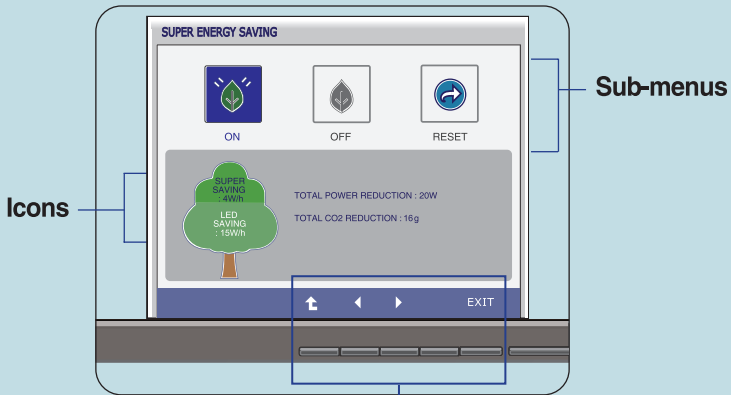 SUPER ENERGY SAVING
ON
OFF
RESET
Sub-menus
Icons
SUPER
SAVING
: 4W/h
LED
SAVING
: 15W/h
TOTAL POWER REDUCTION : 20W
TOTAL CO2 REDUCTION : 16g
EXIT